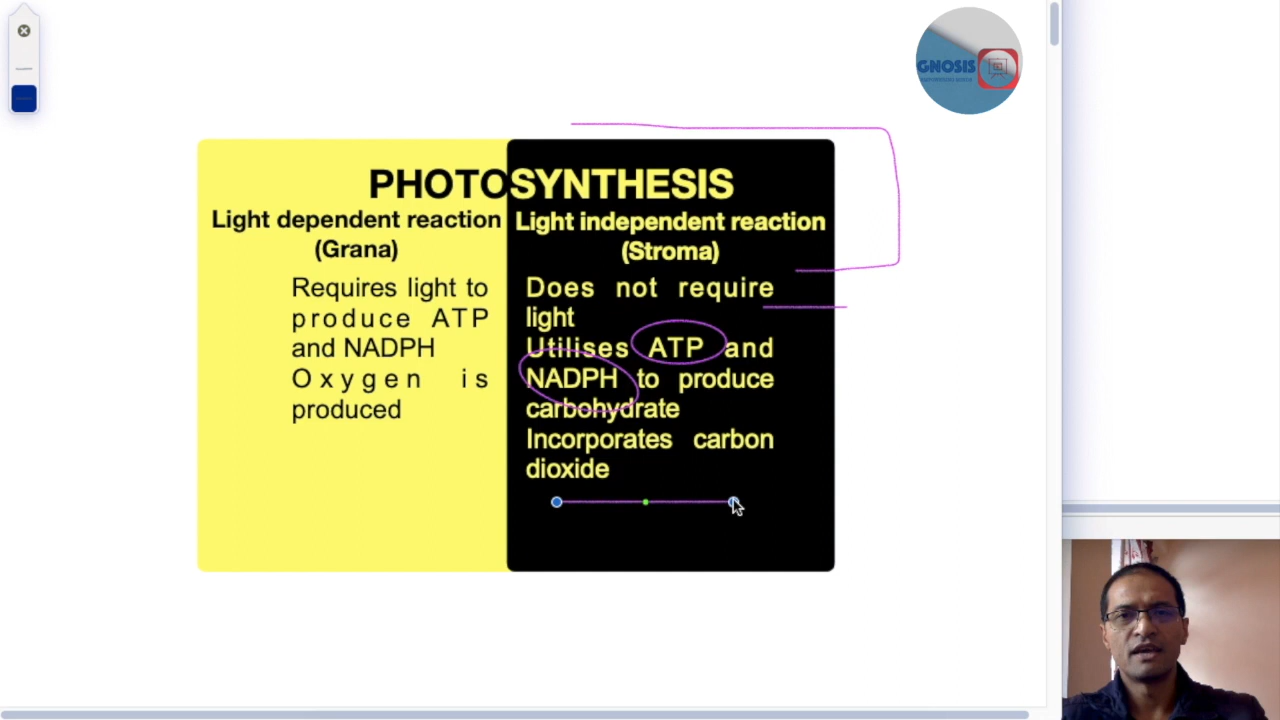 GNOSIS
PHOTOSYNTHESIS
Light dependent reaction
(Grana)
Requires light to
produce ATP
and NADPH
Oxygen is
produced
Light independent reaction
(Stroma)
Does not require
light
Utilises ATP and
NADPH to produce
carbohydrate
Incorporates carbon
dioxide